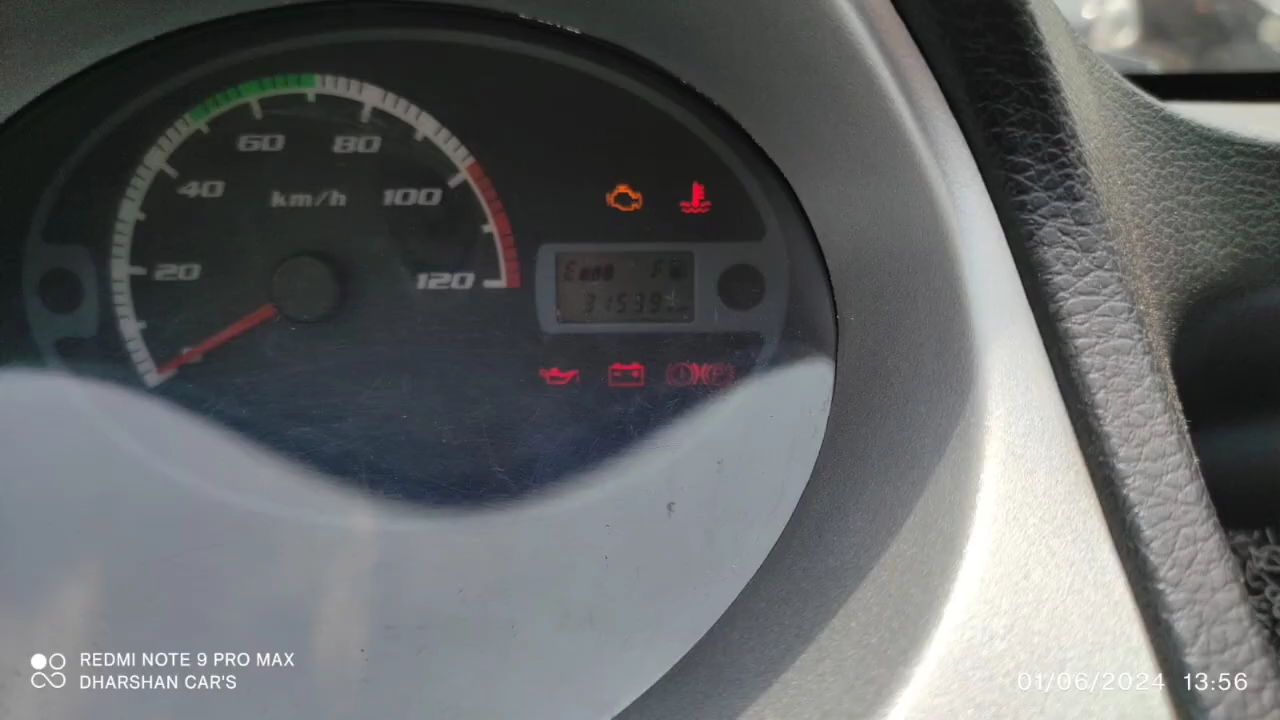 60 80
40 km/h 100
20 120
E F
REDMI NOTE 9 PRO MAX
DHARSHAN CAR'S
01/06/2024 13:56